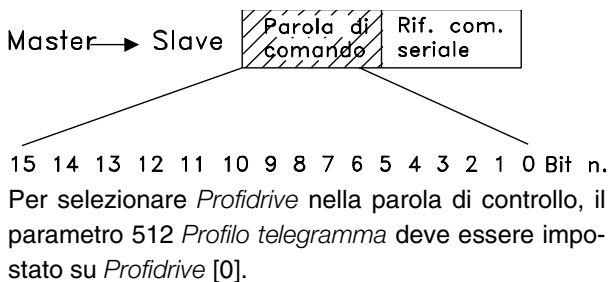 Master → Slave
Parola di comando
Rif. com. seriale
15 14 13 12 11 10 9 8 7 6 5 4 3 2 1 0 Bit n.
Per selezionare Profidrive nella parola di controllo, il
parametro 512 Profilo telegramma deve essere impo-
stato su Profidrive [0].